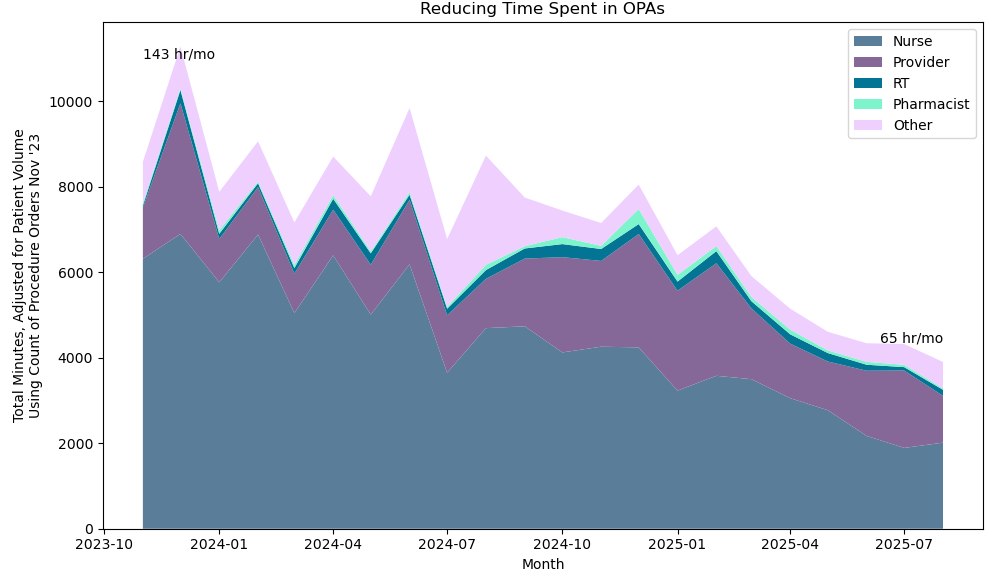 Reducing Time Spent in OPAs
143 hr/mo
65 hr/mo
Nurse
Provider
RT
Pharmacist
Other
Total Minutes, Adjusted for Patient Volume
Using Count of Procedure Orders Nov '23
10000
8000
6000
4000
2000
0
2023-10
2024-01
2024-04
2024-07
2024-10
2025-01
2025-04
2025-07
Month